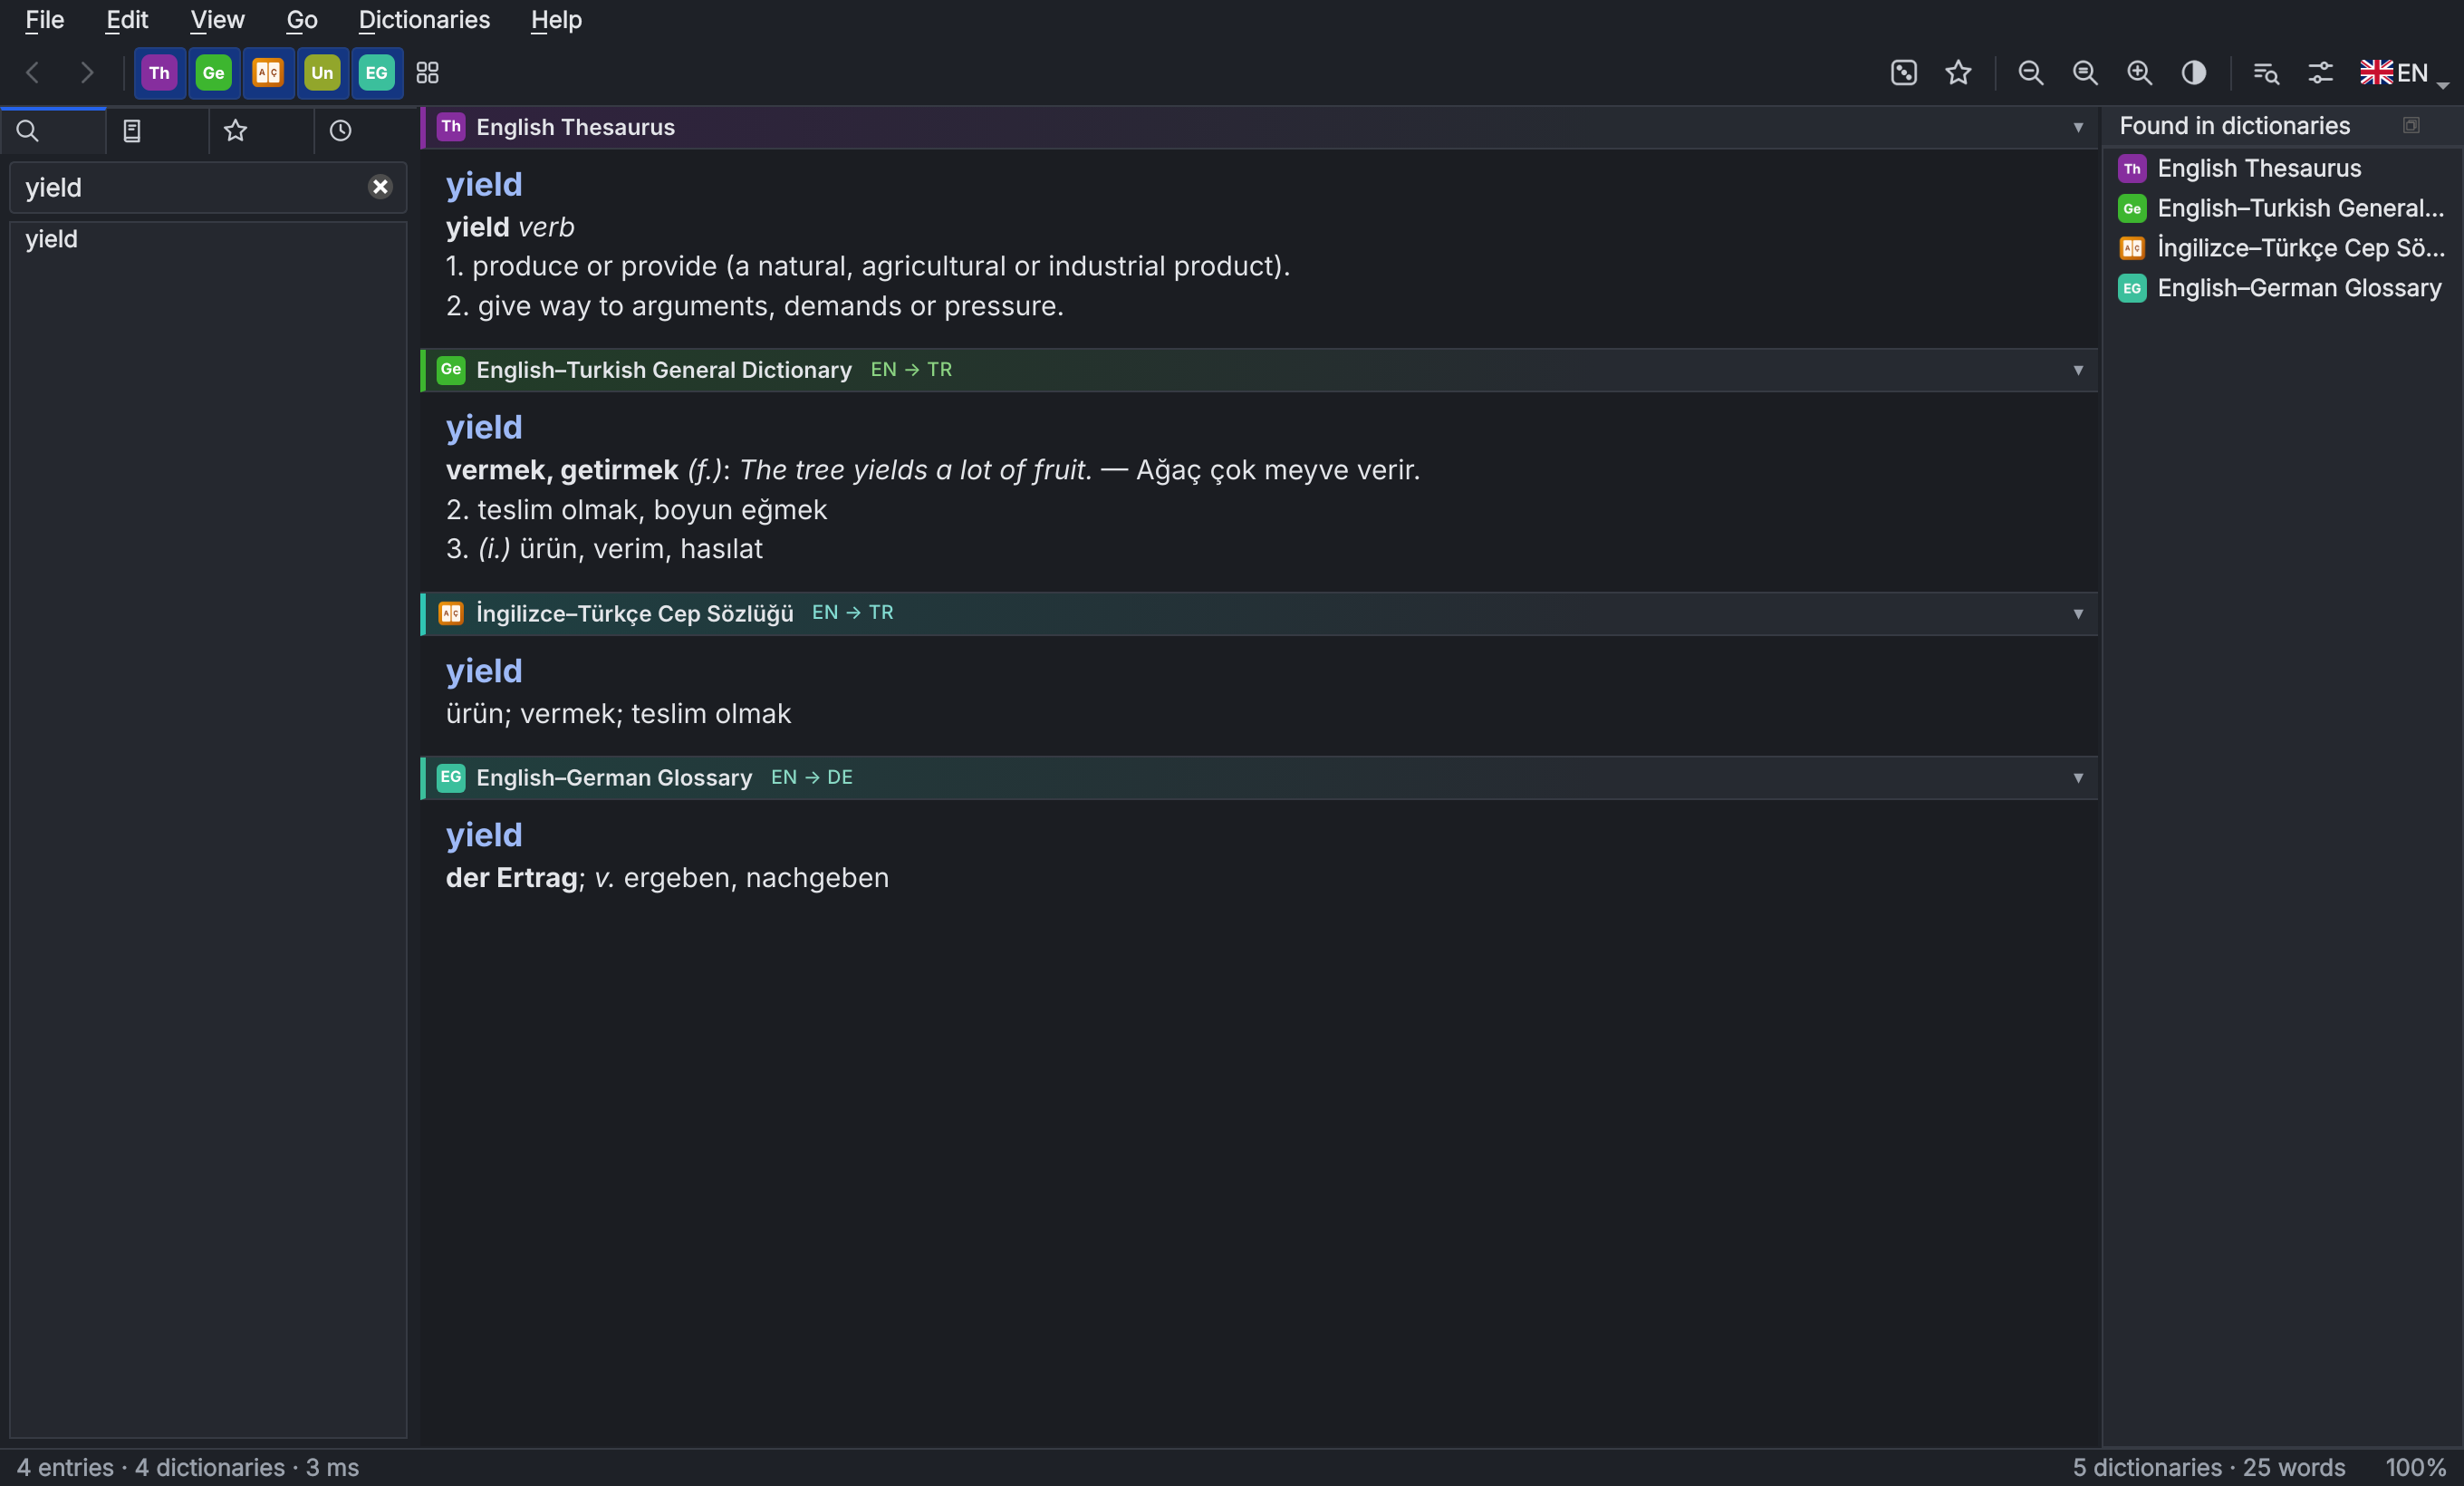 File Edit View Go Dictionaries Help
Th Ge A Ç Un EG EN
yield
yield
Th English Thesaurus
yield
yield verb
1. produce or provide (a natural, agricultural or industrial product).
2. give way to arguments, demands or pressure.
Ge English–Turkish General Dictionary EN → TR
yield
vermek, getirmek (f.): The tree yields a lot of fruit. — Ağaç çok meyve verir.
2. teslim olmak, boyun eğmek
3. (i.) ürün, verim, hasılat
A Ç İngilizce–Türkçe Cep Sözlüğü EN → TR
yield
ürün; vermek; teslim olmak
EG English–German Glossary EN → DE
yield
der Ertrag; v. ergeben, nachgeben
Found in dictionaries
Th English Thesaurus
Ge English–Turkish General...
A Ç İngilizce–Türkçe Cep Sö...
EG English–German Glossary
4 entries · 4 dictionaries · 3 ms
5 dictionaries · 25 words 100%